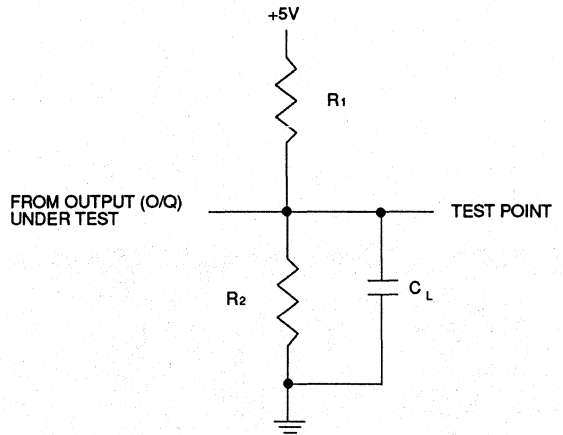 +5V
R1
FROM OUTPUT (O/Q)
UNDER TEST
TEST POINT
R2
CL